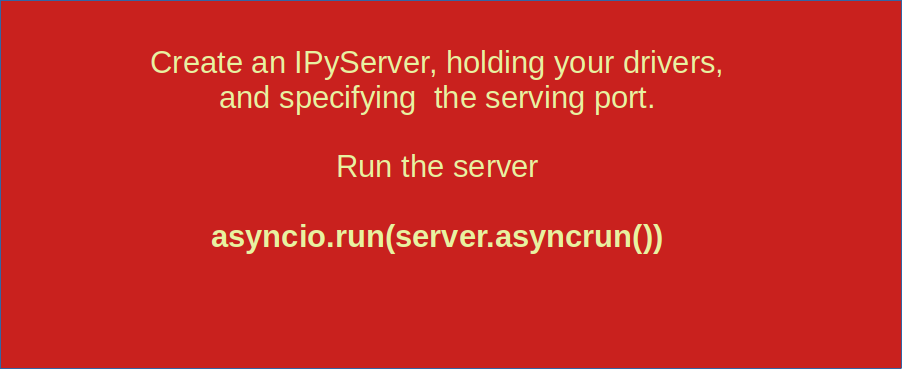 Create an IPyServer, holding your drivers,
and specifying  the serving port.
Run the server
asyncio.run(server.asyncrun())